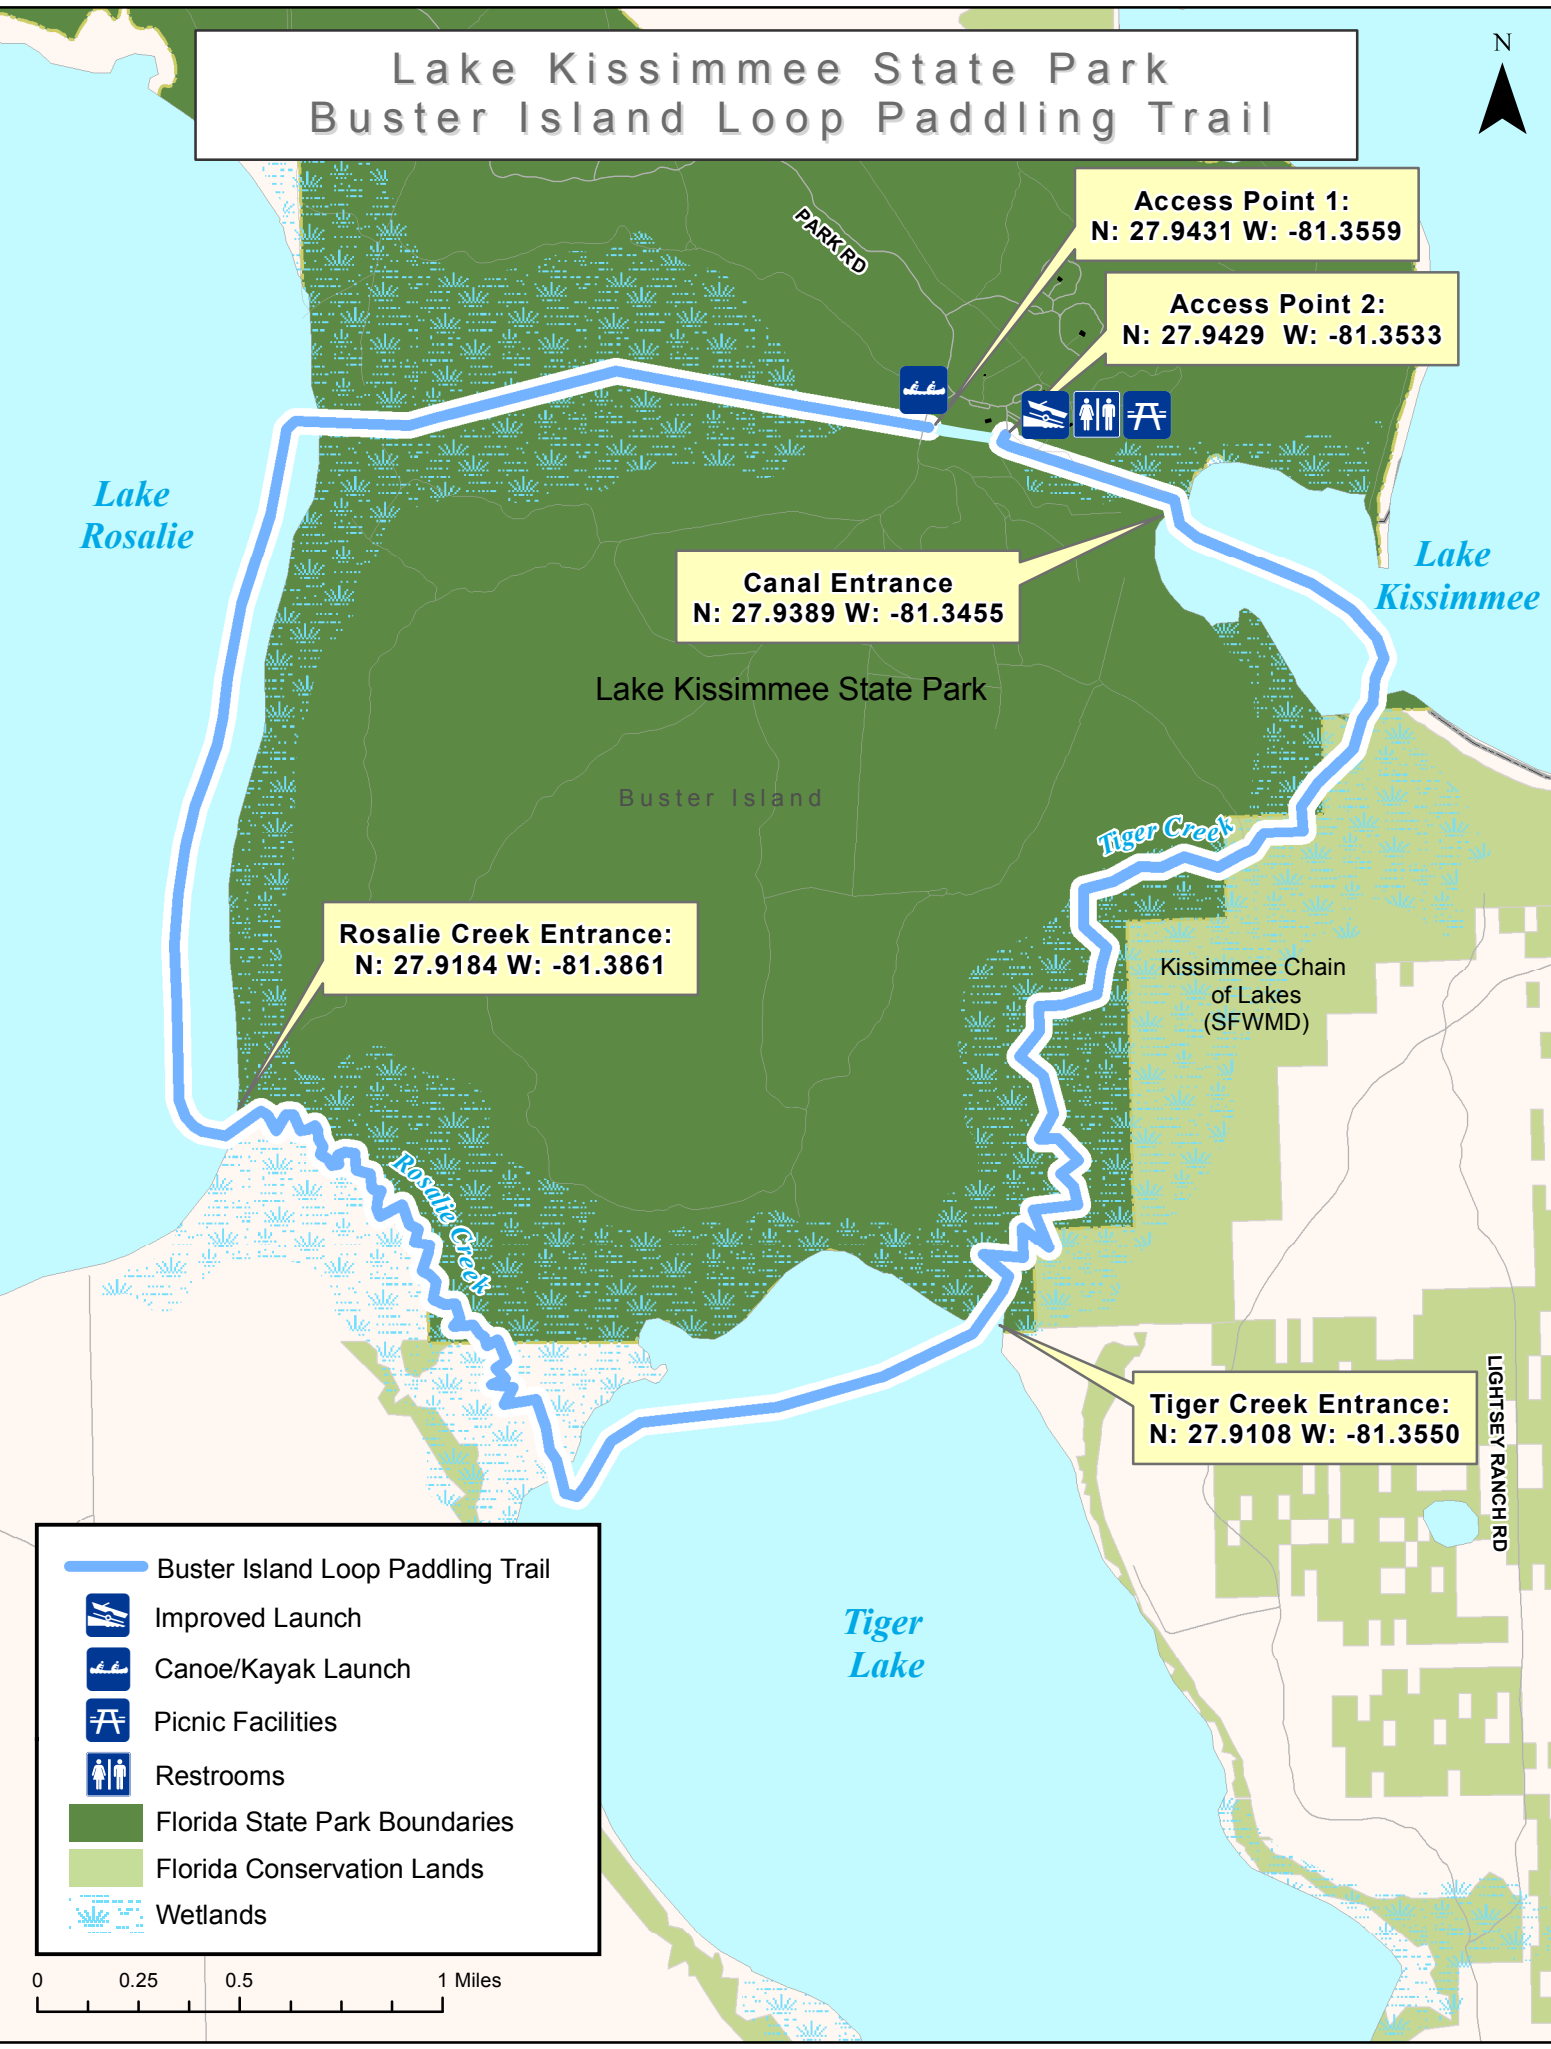 Lake Kissimmee State Park
Buster Island Loop Paddling Trail
N
Access Point 1:
N: 27.9431 W: -81.3559
PARK RD
Access Point 2:
N: 27.9429  W: -81.3533
Lake
Rosalie
Lake
Kissimmee
Canal Entrance
N: 27.9389 W: -81.3455
Lake Kissimmee State Park
Buster Island
Tiger Creek
Rosalie Creek Entrance:
N: 27.9184 W: -81.3861
Kissimmee Chain
of Lakes
(SFWMD)
Rosalie Creek
Tiger Creek Entrance:
N: 27.9108 W: -81.3550
LIGHTSEY RANCH RD
Tiger
Lake
Buster Island Loop Paddling Trail
Improved Launch
Canoe/Kayak Launch
Picnic Facilities
Restrooms
Florida State Park Boundaries
Florida Conservation Lands
Wetlands
0 0.25 0.5 1 Miles